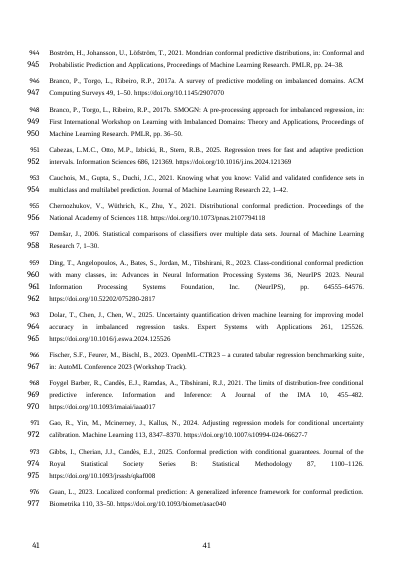 944 Boström, H., Johansson, U., Löfström, T., 2021. Mondrian conformal predictive distributions, in: Conformal and
945 Probabilistic Prediction and Applications, Proceedings of Machine Learning Research. PMLR, pp. 24–38.
946 Branco, P., Torgo, L., Ribeiro, R.P., 2017a. A survey of predictive modeling on imbalanced domains. ACM
947 Computing Surveys 49, 1–50. https://doi.org/10.1145/2907070
948 Branco, P., Torgo, L., Ribeiro, R.P., 2017b. SMOGN: A pre-processing approach for imbalanced regression, in:
949 First International Workshop on Learning with Imbalanced Domains: Theory and Applications, Proceedings of
950 Machine Learning Research. PMLR, pp. 36–50.
951 Cabezas, L.M.C., Otto, M.P., Izbicki, R., Stern, R.B., 2025. Regression trees for fast and adaptive prediction
952 intervals. Information Sciences 686, 121369. https://doi.org/10.1016/j.ins.2024.121369
953 Cauchois, M., Gupta, S., Duchi, J.C., 2021. Knowing what you know: Valid and validated confidence sets in
954 multiclass and multilabel prediction. Journal of Machine Learning Research 22, 1–42.
955 Chernozhukov, V., Wüthrich, K., Zhu, Y., 2021. Distributional conformal prediction. Proceedings of the
956 National Academy of Sciences 118. https://doi.org/10.1073/pnas.2107794118
957 Demšar, J., 2006. Statistical comparisons of classifiers over multiple data sets. Journal of Machine Learning
958 Research 7, 1–30.
959 Ding, T., Angelopoulos, A., Bates, S., Jordan, M., Tibshirani, R., 2023. Class-conditional conformal prediction
960 with many classes, in: Advances in Neural Information Processing Systems 36, NeurIPS 2023. Neural
961 Information Processing Systems Foundation, Inc. (NeurIPS), pp. 64555–64576.
962 https://doi.org/10.52202/075280-2817
963 Dolar, T., Chen, J., Chen, W., 2025. Uncertainty quantification driven machine learning for improving model
964 accuracy in imbalanced regression tasks. Expert Systems with Applications 261, 125526.
965 https://doi.org/10.1016/j.eswa.2024.125526
966 Fischer, S.F., Feurer, M., Bischl, B., 2023. OpenML-CTR23 – a curated tabular regression benchmarking suite,
967 in: AutoML Conference 2023 (Workshop Track).
968 Foygel Barber, R., Candès, E.J., Ramdas, A., Tibshirani, R.J., 2021. The limits of distribution-free conditional
969 predictive inference. Information and Inference: A Journal of the IMA 10, 455–482.
970 https://doi.org/10.1093/imaiai/iaaa017
971 Gao, R., Yin, M., Mcinerney, J., Kallus, N., 2024. Adjusting regression models for conditional uncertainty
972 calibration. Machine Learning 113, 8347–8370. https://doi.org/10.1007/s10994-024-06627-7
973 Gibbs, I., Cherian, J.J., Candès, E.J., 2025. Conformal prediction with conditional guarantees. Journal of the
974 Royal Statistical Society Series B: Statistical Methodology 87, 1100–1126.
975 https://doi.org/10.1093/jrsssb/qkaf008
976 Guan, L., 2023. Localized conformal prediction: A generalized inference framework for conformal prediction.
977 Biometrika 110, 33–50. https://doi.org/10.1093/biomet/asac040
41 41